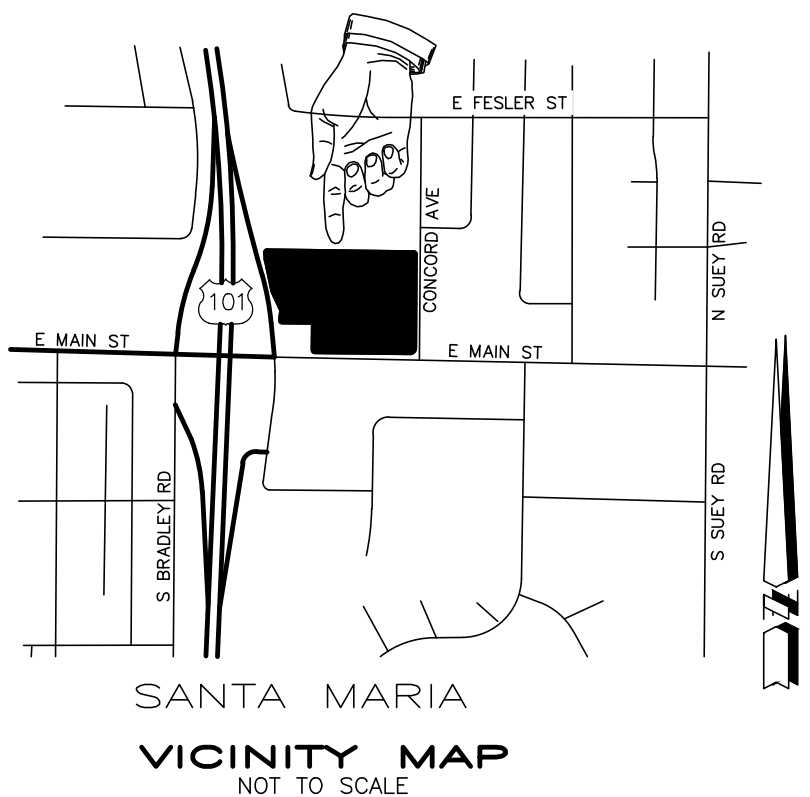 E FESLER ST
CONCORD AVE
N SUEY RD
101
E MAIN ST
E MAIN ST
S BRADLEY RD
S SUEY RD
N
SANTA MARIA
VICINITY MAP
NOT TO SCALE